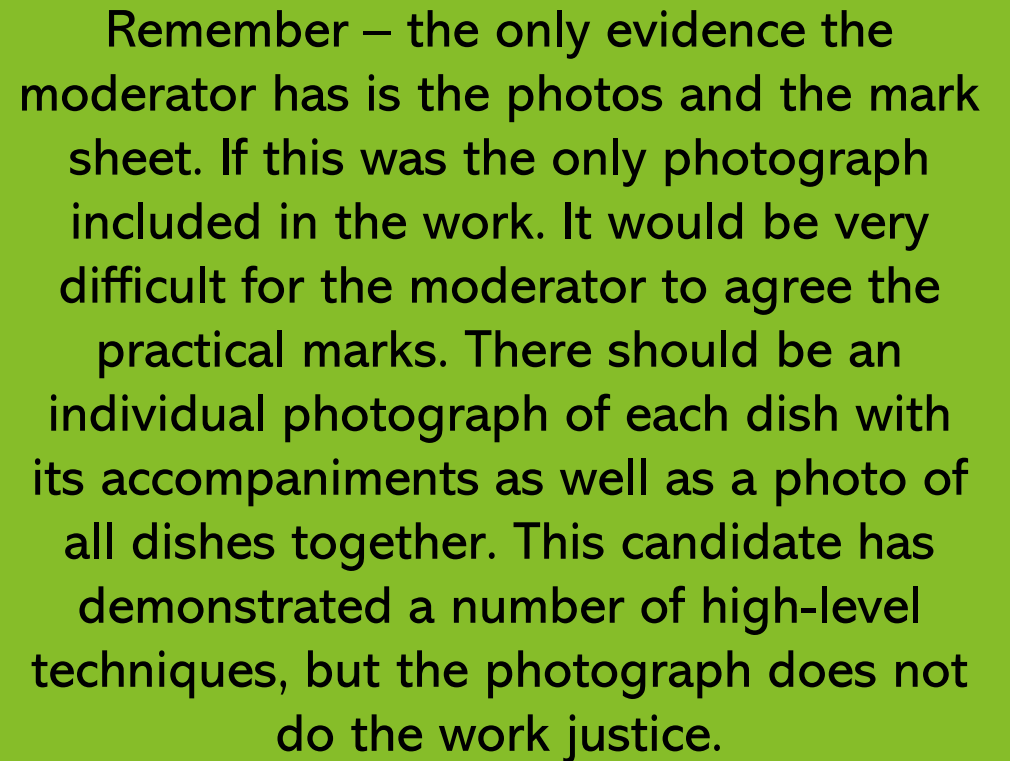 Remember – the only evidence the
moderator has is the photos and the mark
sheet. If this was the only photograph
included in the work. It would be very
difficult for the moderator to agree the
practical marks. There should be an
individual photograph of each dish with
its accompaniments as well as a photo of
all dishes together. This candidate has
demonstrated a number of high-level
techniques, but the photograph does not
do the work justice.